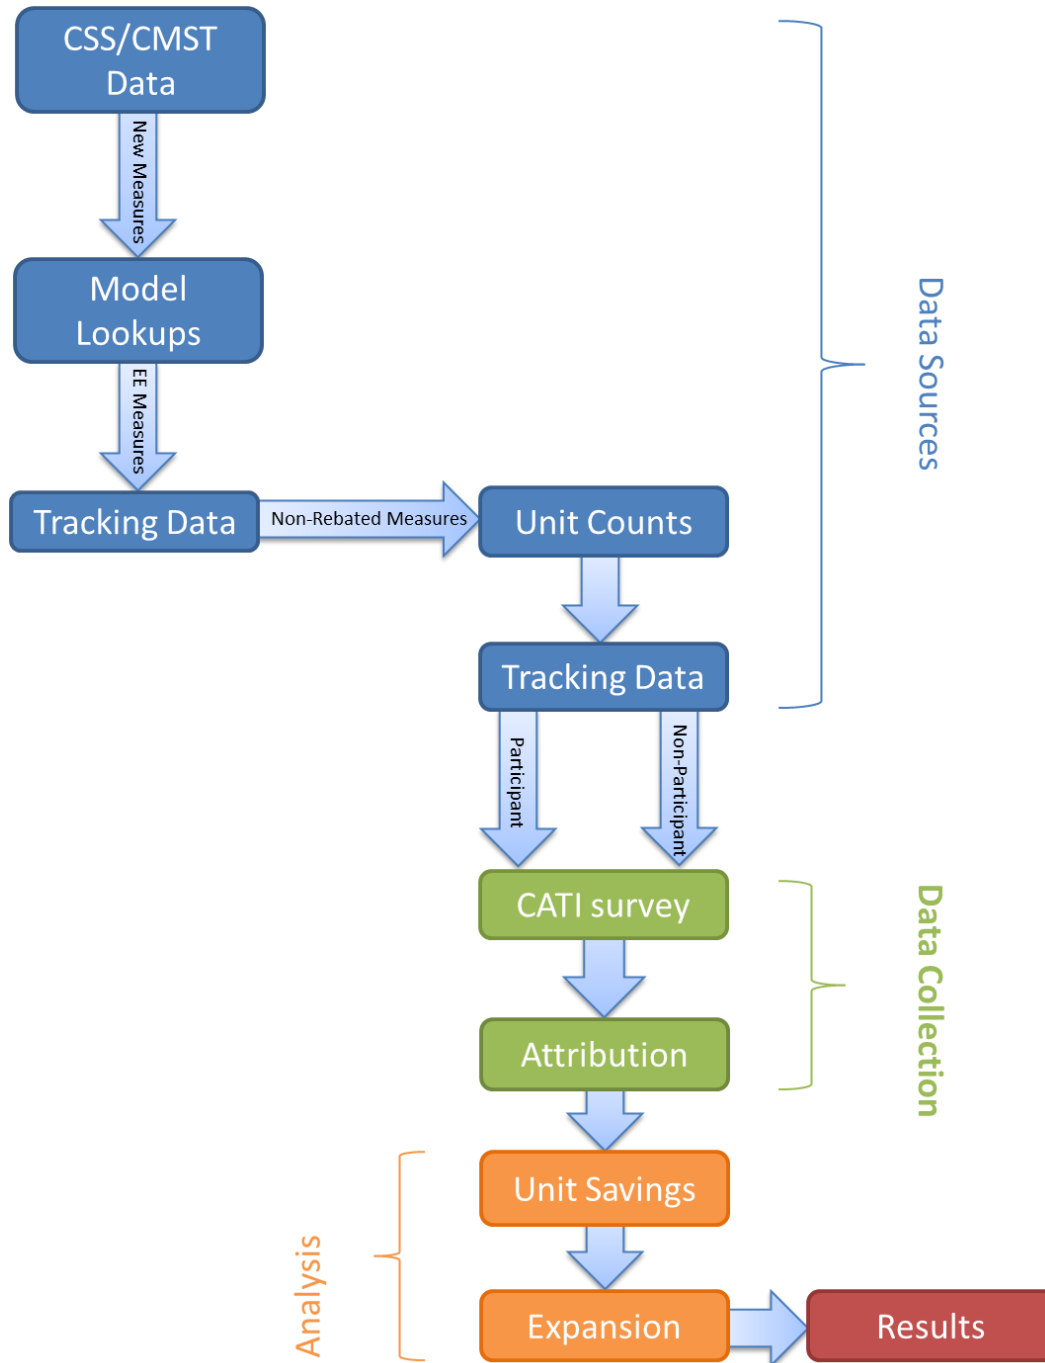 CSS/CMST
Data
New Measures
Model
Lookups
EE Measures
Tracking Data
Non-Rebated Measures
Unit Counts
Tracking Data
Data Sources
Participant
Non-Participant
CATI survey
Attribution
Data Collection
Unit Savings
Expansion
Analysis
Results